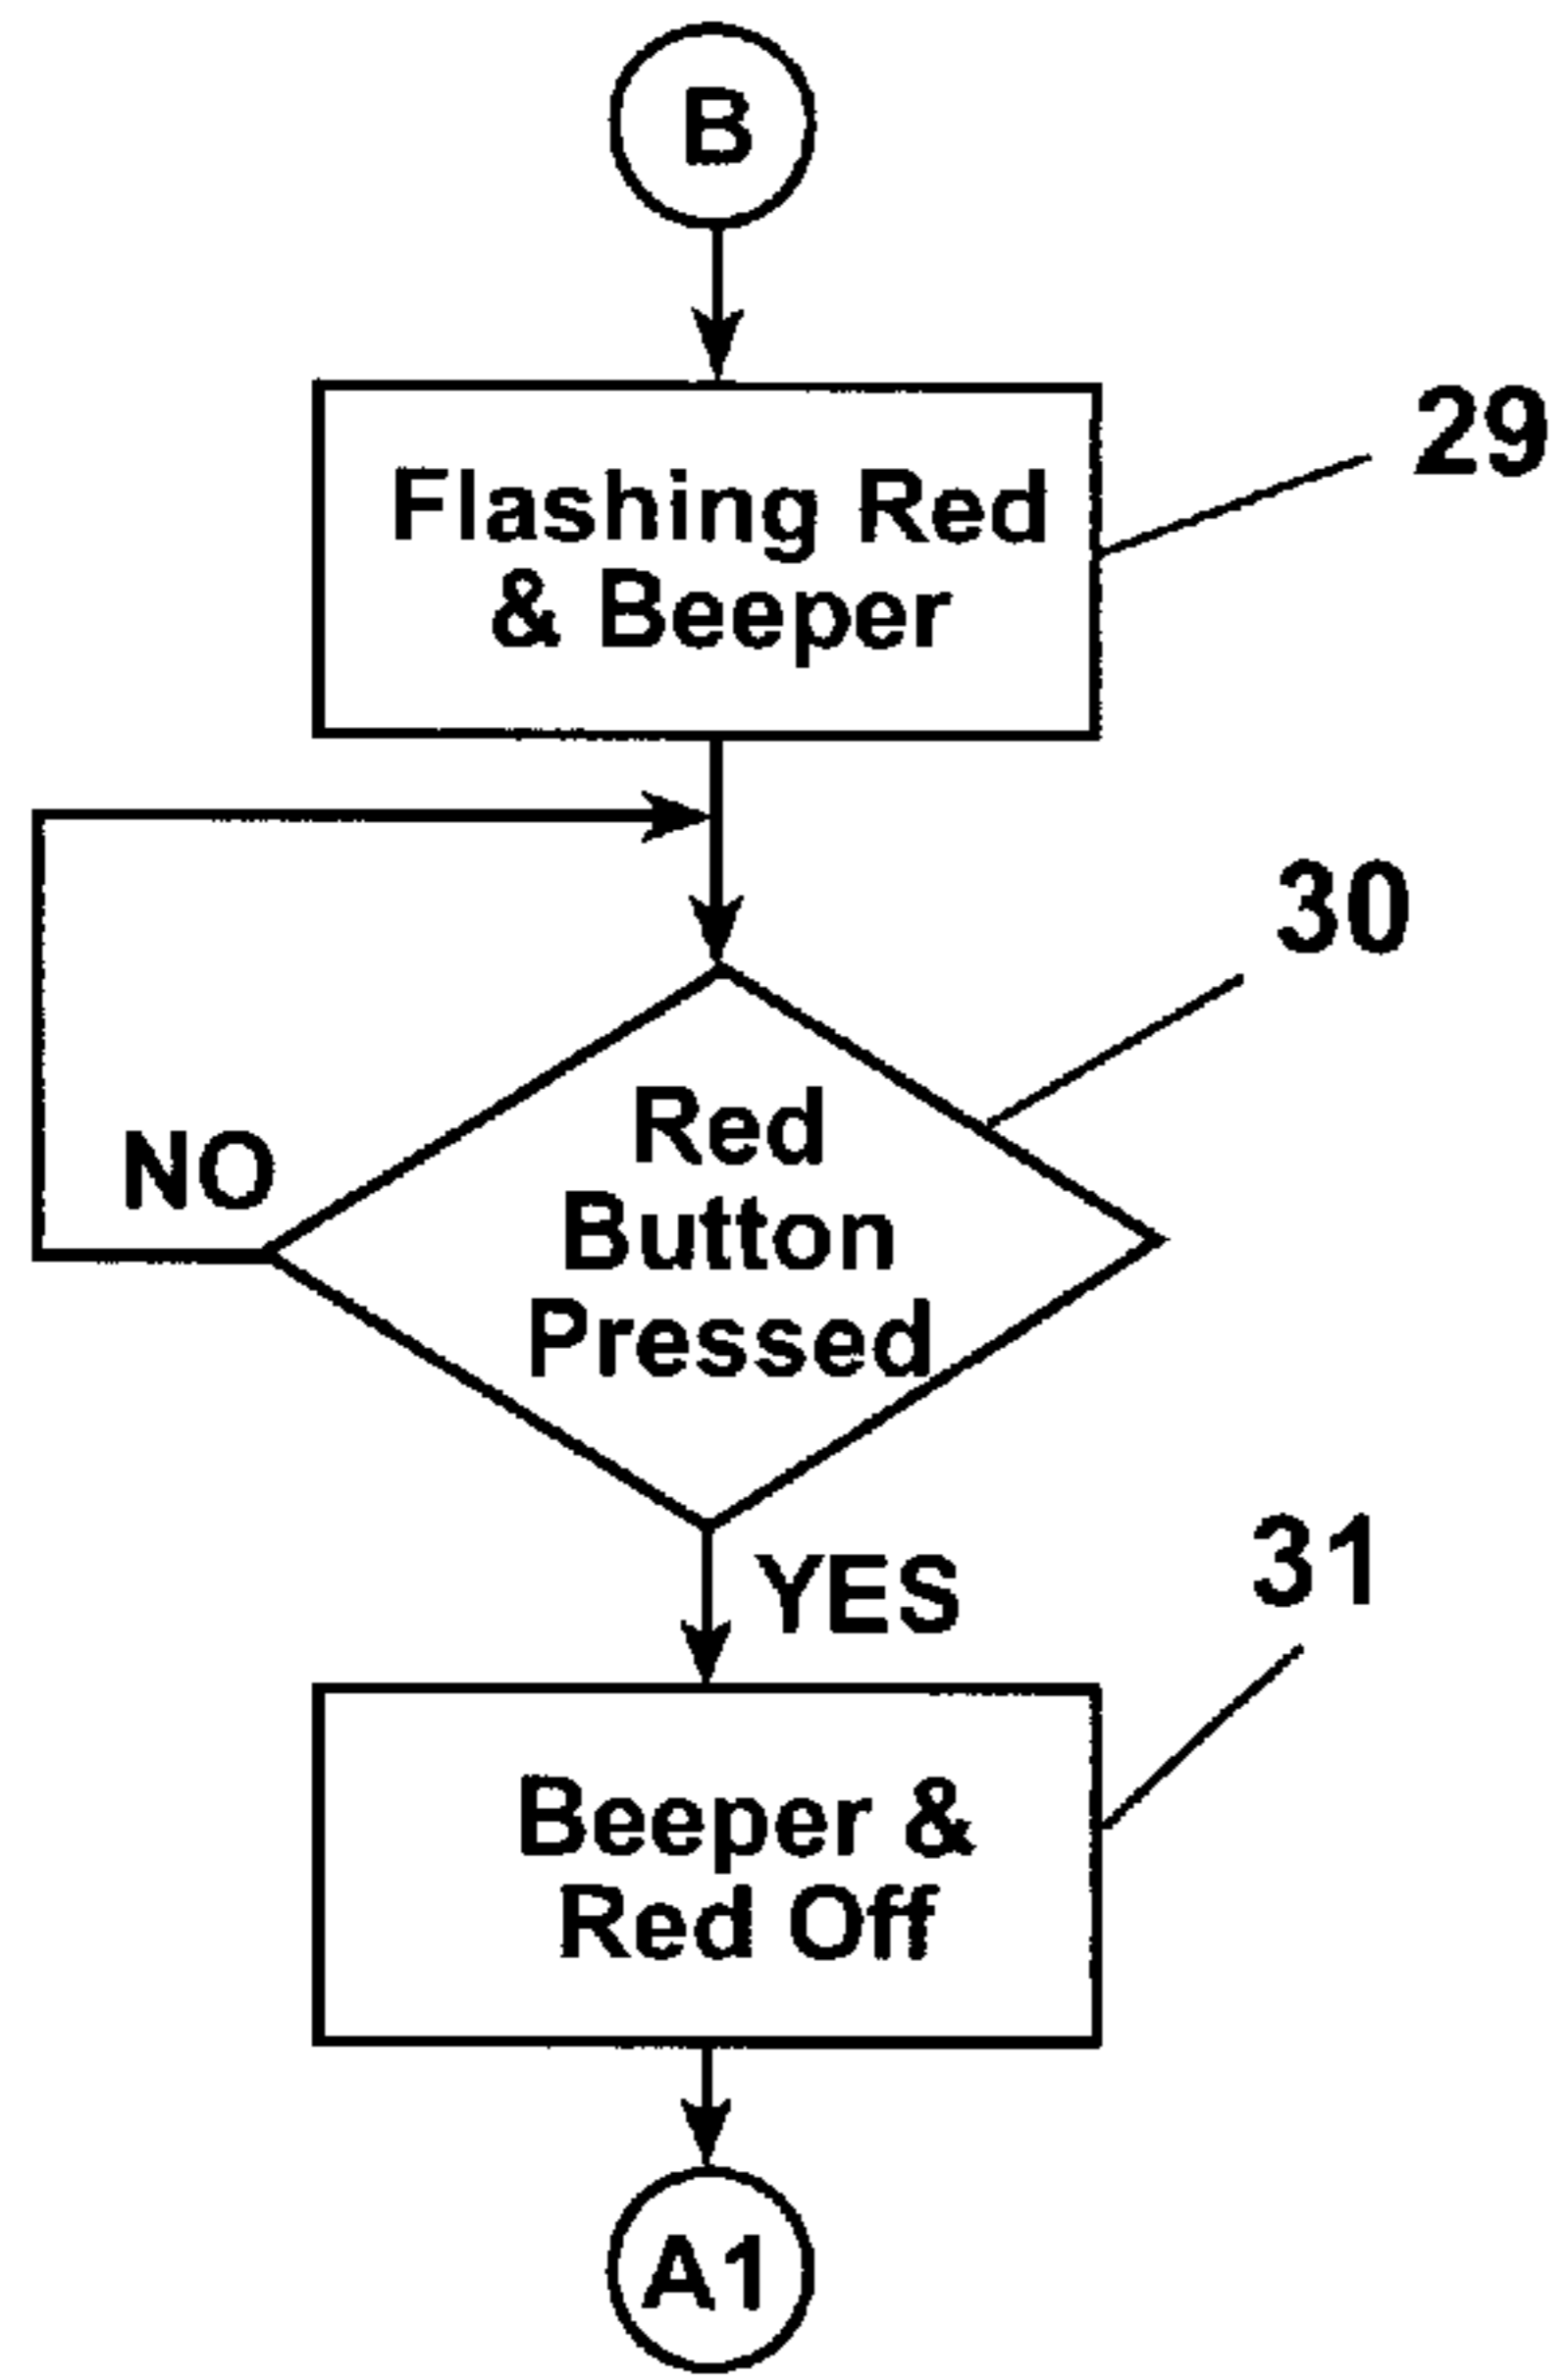 B
Flashing Red
& Beeper
29
30
Red
Button
Pressed
NO
YES
31
Beeper &
Red Off
A1